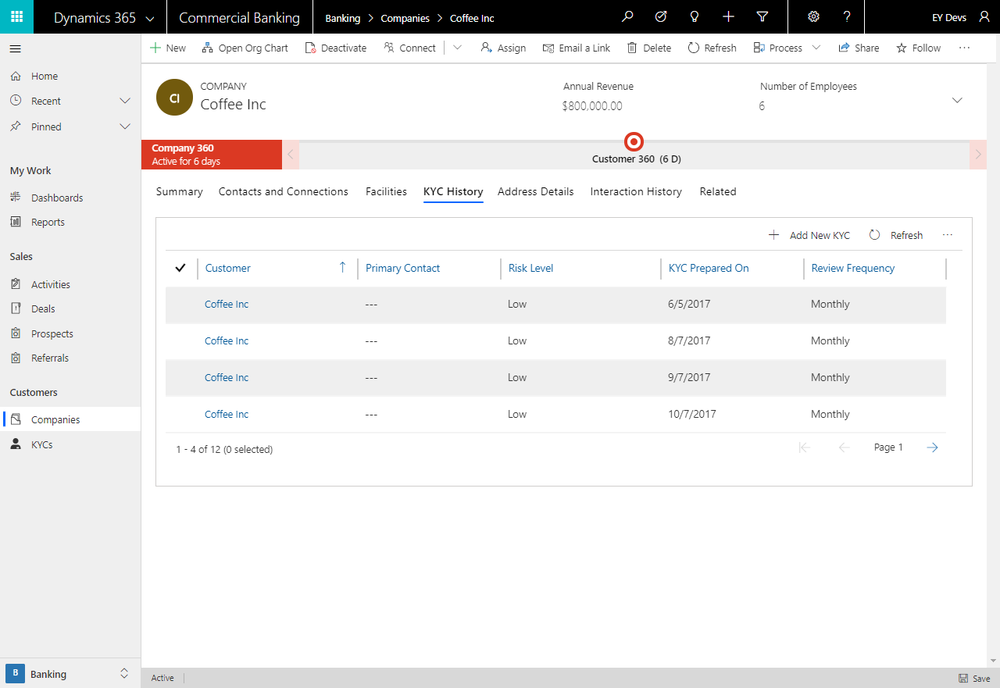 Dynamics 365 Commercial Banking Banking > Companies > Coffee Inc EY Devs
New Open Org Chart Deactivate Connect Assign Email a Link Delete Refresh Process Share Follow ...
Home
Recent
Pinned
My Work
Dashboards
Reports
Sales
Activities
Deals
Prospects
Referrals
Customers
Companies
KYCs
B Banking
CI
COMPANY
Coffee Inc
Annual Revenue
$800,000.00
Number of Employees
6
Company 360
Active for 6 days
Customer 360 (6 D)
Summary Contacts and Connections Facilities KYC History Address Details Interaction History Related
+ Add New KYC Refresh ...
Customer ↑ Primary Contact Risk Level KYC Prepared On Review Frequency
Coffee Inc --- Low 6/5/2017 Monthly
Coffee Inc --- Low 8/7/2017 Monthly
Coffee Inc --- Low 9/7/2017 Monthly
Coffee Inc --- Low 10/7/2017 Monthly
1 - 4 of 12 (0 selected) Page 1
Active Save